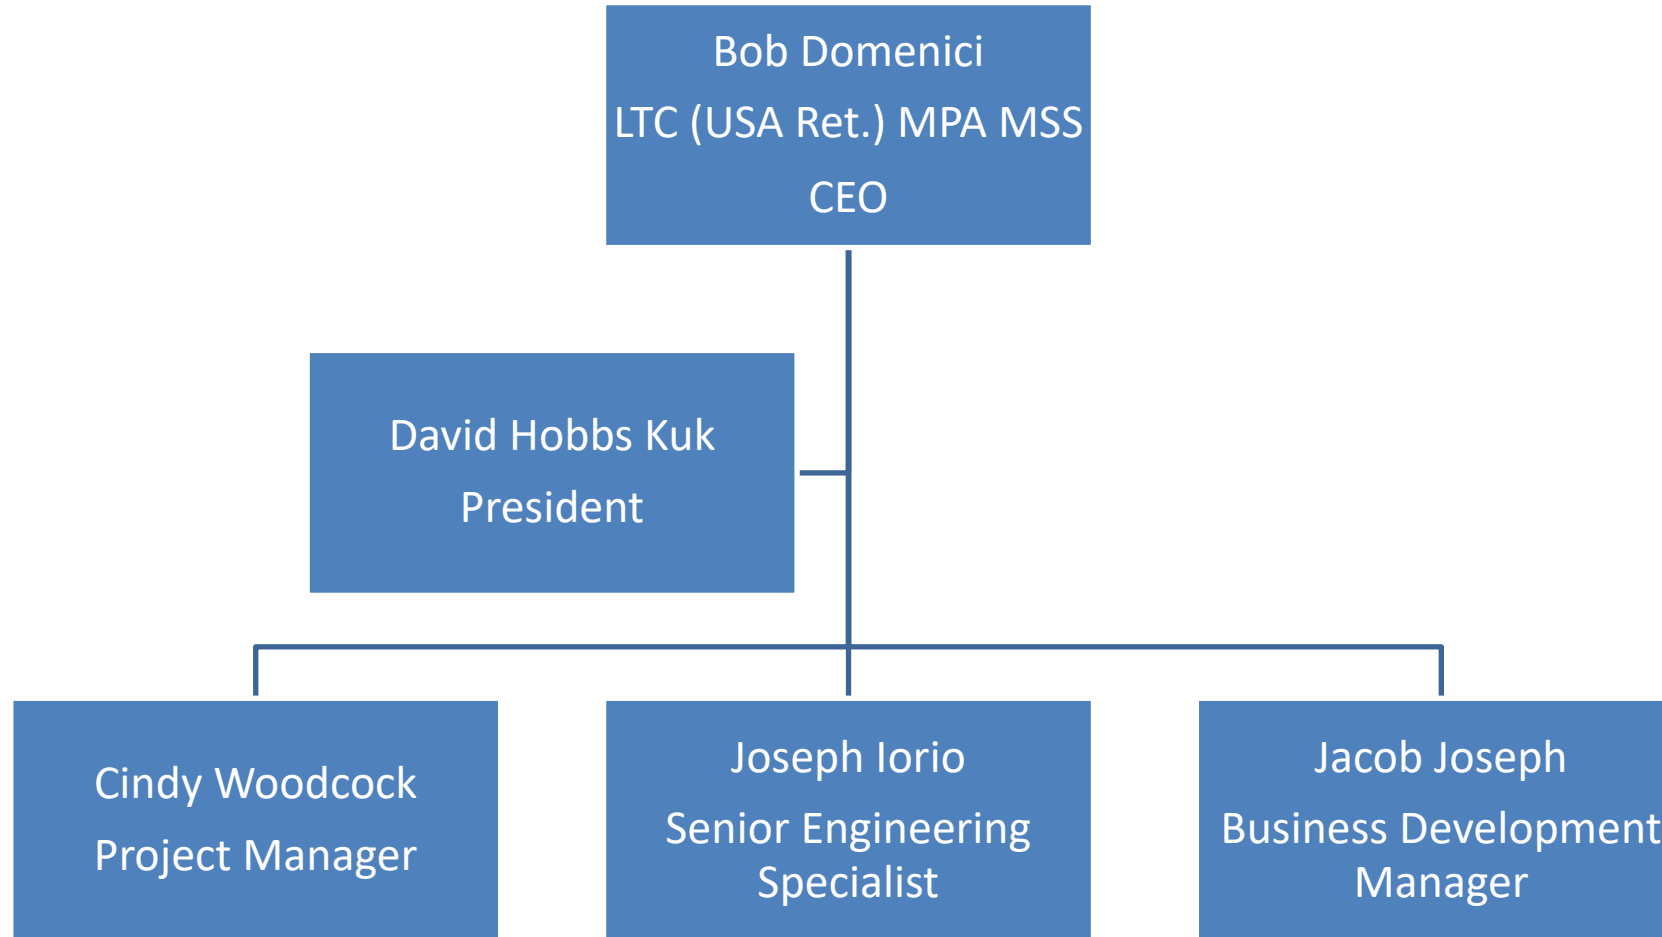 Bob Domenici
LTC (USA Ret.) MPA MSS
CEO
David Hobbs Kuk
President
Cindy Woodcock
Project Manager
Joseph Iorio
Senior Engineering
Specialist
Jacob Joseph
Business Development
Manager